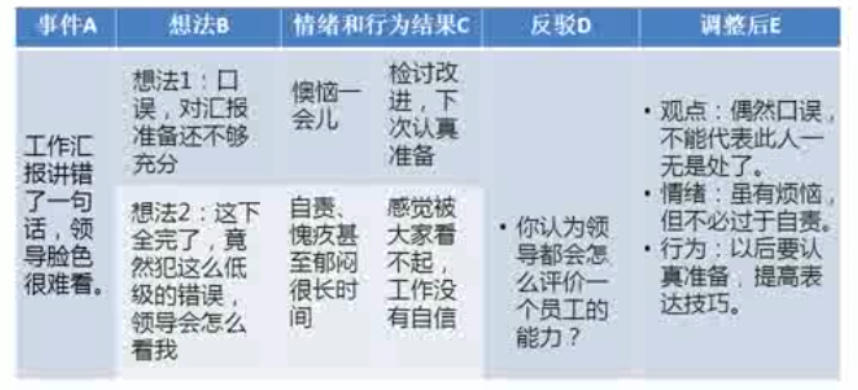 事件A
想法B
情绪和行为结果C
反驳D
调整后E
工作汇
报讲错
了一句
话，领
导脸色
很难看。
想法1：口
误，对汇报
准备还不够
充分
懊恼一
会儿
检讨改
进，下
次认真
准备
想法2：这下
全完了，竟
然犯这么低
级的错误，
领导会怎么
看我
自责、
愧疚甚
至郁闷
很长时
间
感觉被
大家看
不起，
工作没
有自信
• 你认为领
导都会怎
么评价一
个员工的
能力？
• 观点：偶然口误，
不能代表此人一
无是处了。
• 情绪：虽有烦恼，
但不必过于自责。
• 行为：以后要认
真准备，提高表
达技巧。